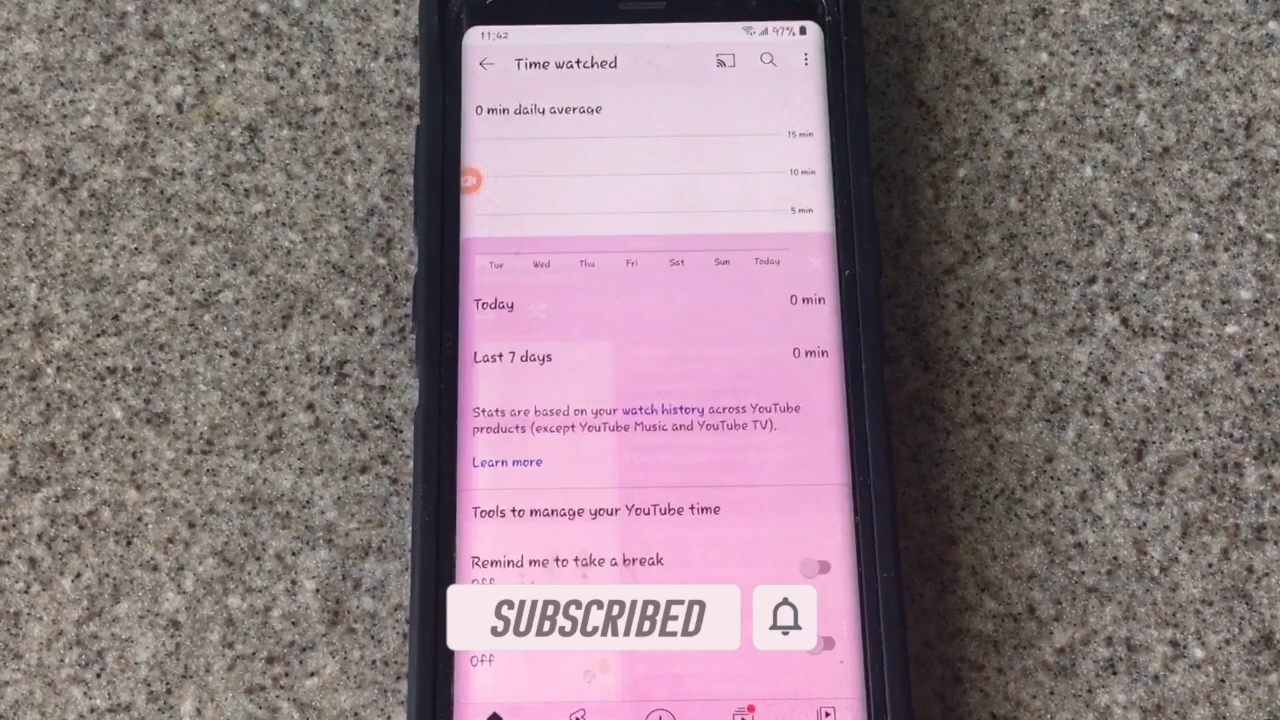 11:42
97%
Time watched
0 min daily average
15 min
10 min
5 min
Tue Wed Thu Fri Sat Sun Today
Today 0 min
Last 7 days 0 min
Stats are based on your watch history across YouTube
products (except YouTube Music and YouTube TV).
Learn more
Tools to manage your YouTube time
Remind me to take a break
Off
SUBSCRIBED
Off